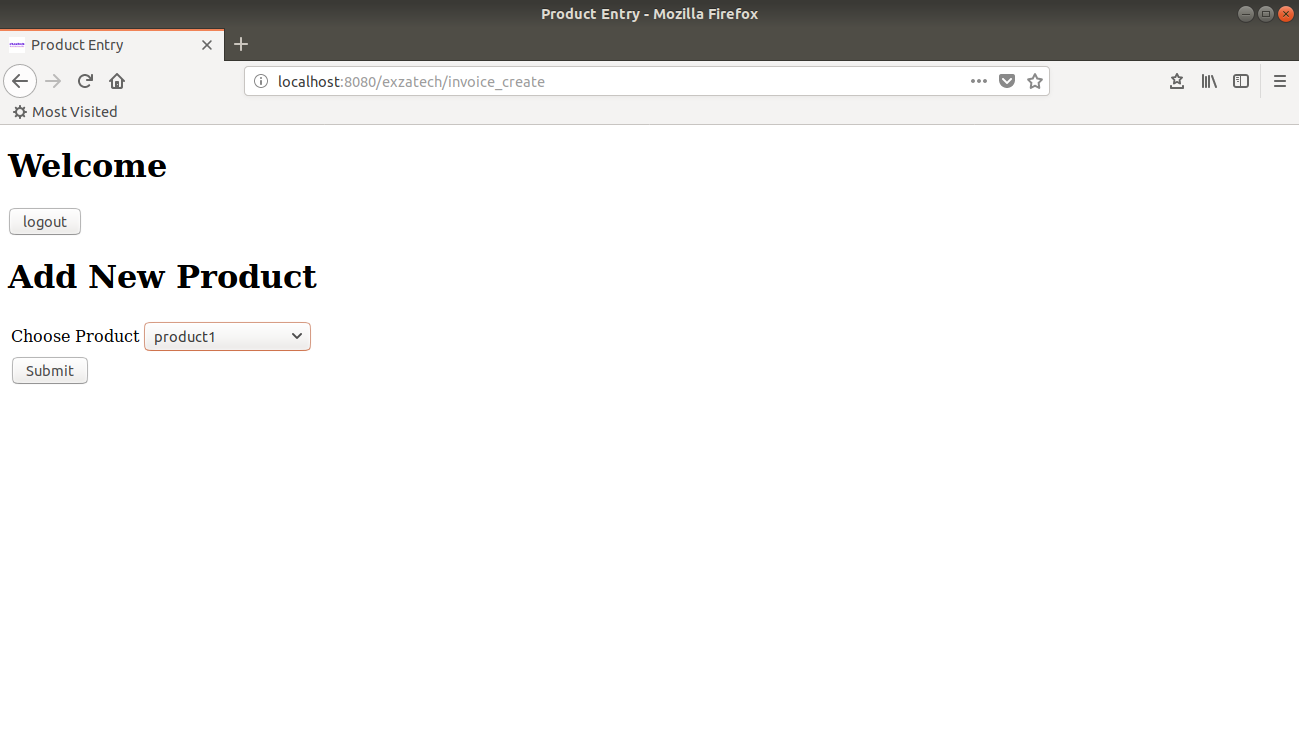 Product Entry - Mozilla Firefox
Product Entry
localhost:8080/exzatech/invoice_create
Most Visited
Welcome
logout
Add New Product
Choose Product product1
Submit